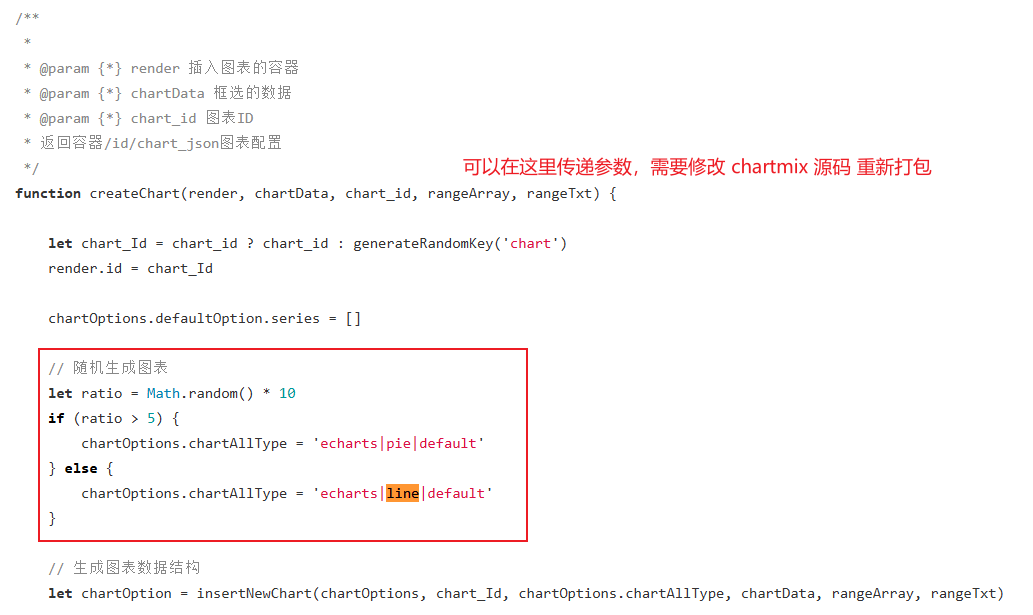 /**
 *
 * @param {*} render 插入图表的容器
 * @param {*} chartData 框选的数据
 * @param {*} chart_id 图表ID
 * 返回容器/id/chart_json图表配置
 */
可以在这里传递参数，需要修改 chartmix 源码 重新打包
function createChart(render, chartData, chart_id, rangeArray, rangeTxt) {
    let chart_Id = chart_id ? chart_id : generateRandomKey('chart')
    render.id = chart_Id
    chartOptions.defaultOption.series = []
    // 随机生成图表
    let ratio = Math.random() * 10
    if (ratio > 5) {
        chartOptions.chartAllType = 'echarts|pie|default'
    } else {
        chartOptions.chartAllType = 'echarts|line|default'
    }
    // 生成图表数据结构
    let chartOption = insertNewChart(chartOptions, chart_Id, chartOptions.chartAllType, chartData, rangeArray, rangeTxt)